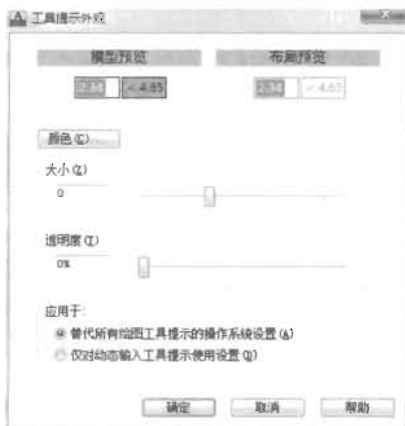 工具提示外观
模型预览 布局预览
2.34 < 4.65 2.34 < 4.65
颜色(C)...
大小(Z)
0
透明度(T)
0%
应用于:
替代所有绘图工具提示的操作系统设置(A)
仅对动态输入工具提示使用设置(D)
确定 取消 帮助